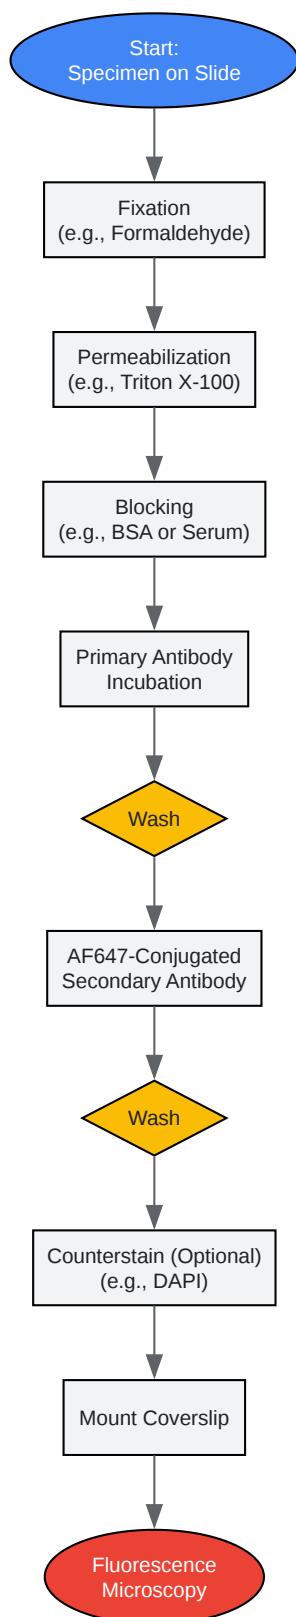 Start:
Specimen on Slide
Fixation
(e.g., Formaldehyde)
Permeabilization
(e.g., Triton X-100)
Blocking
(e.g., BSA or Serum)
Primary Antibody
Incubation
Wash
AF647-Conjugated
Secondary Antibody
Wash
Counterstain (Optional)
(e.g., DAPI)
Mount Coverslip
Fluorescence
Microscopy